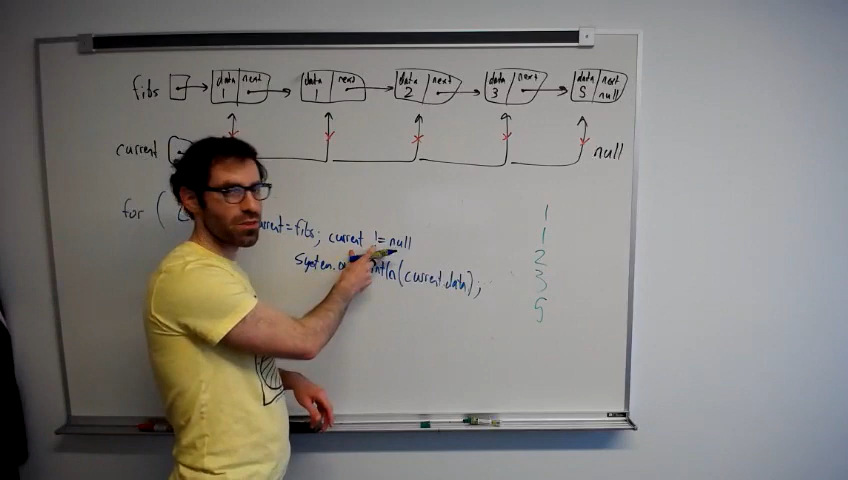 fibs data next data next data next data next data next
1 1 2 3 5 null
current null
for ( current = fibs; current != null
System.out.println(current.data);
1
1
2
3
5